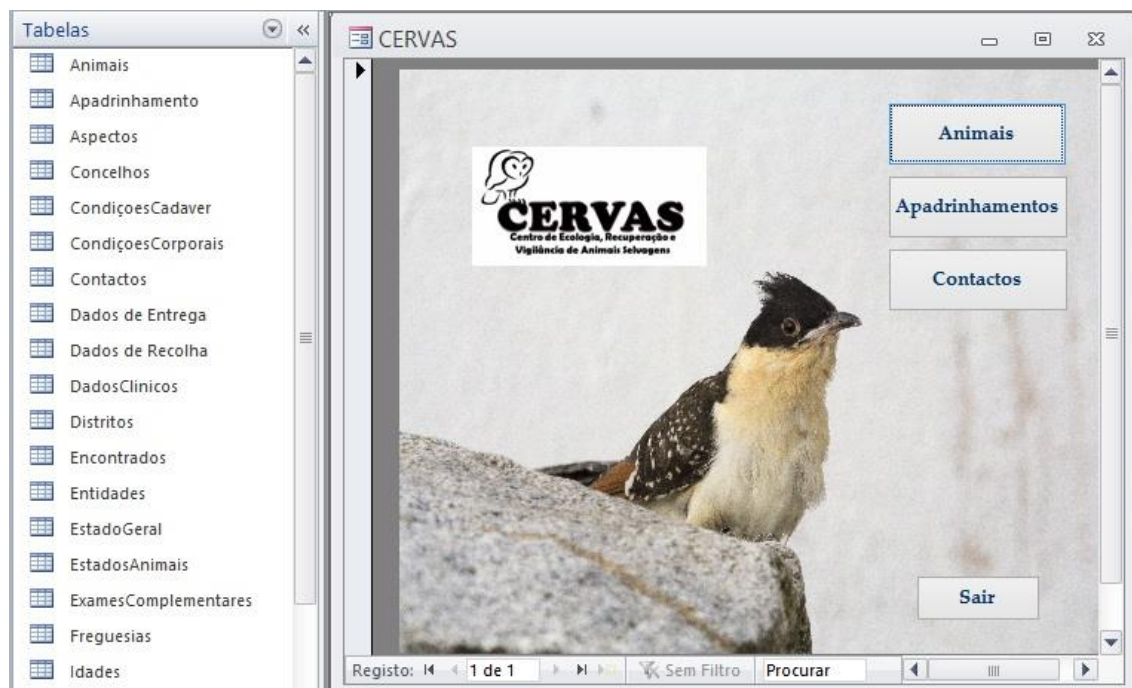 Tabelas
Animais
Apadrinhamento
Aspectos
Concelhos
CondiçoesCadaver
CondiçoesCorporais
Contactos
Dados de Entrega
Dados de Recolha
DadosClinicos
Distritos
Encontrados
Entidades
EstadoGeral
EstadosAnimais
ExamesComplementares
Freguesias
Idades
CERVAS
CERVAS
Centro de Ecologia, Recuperação e
Vigilância de Animais Selvagens
Animais
Apadrinhamentos
Contactos
Sair
Registo: 1 de 1 Sem Filtro Procurar